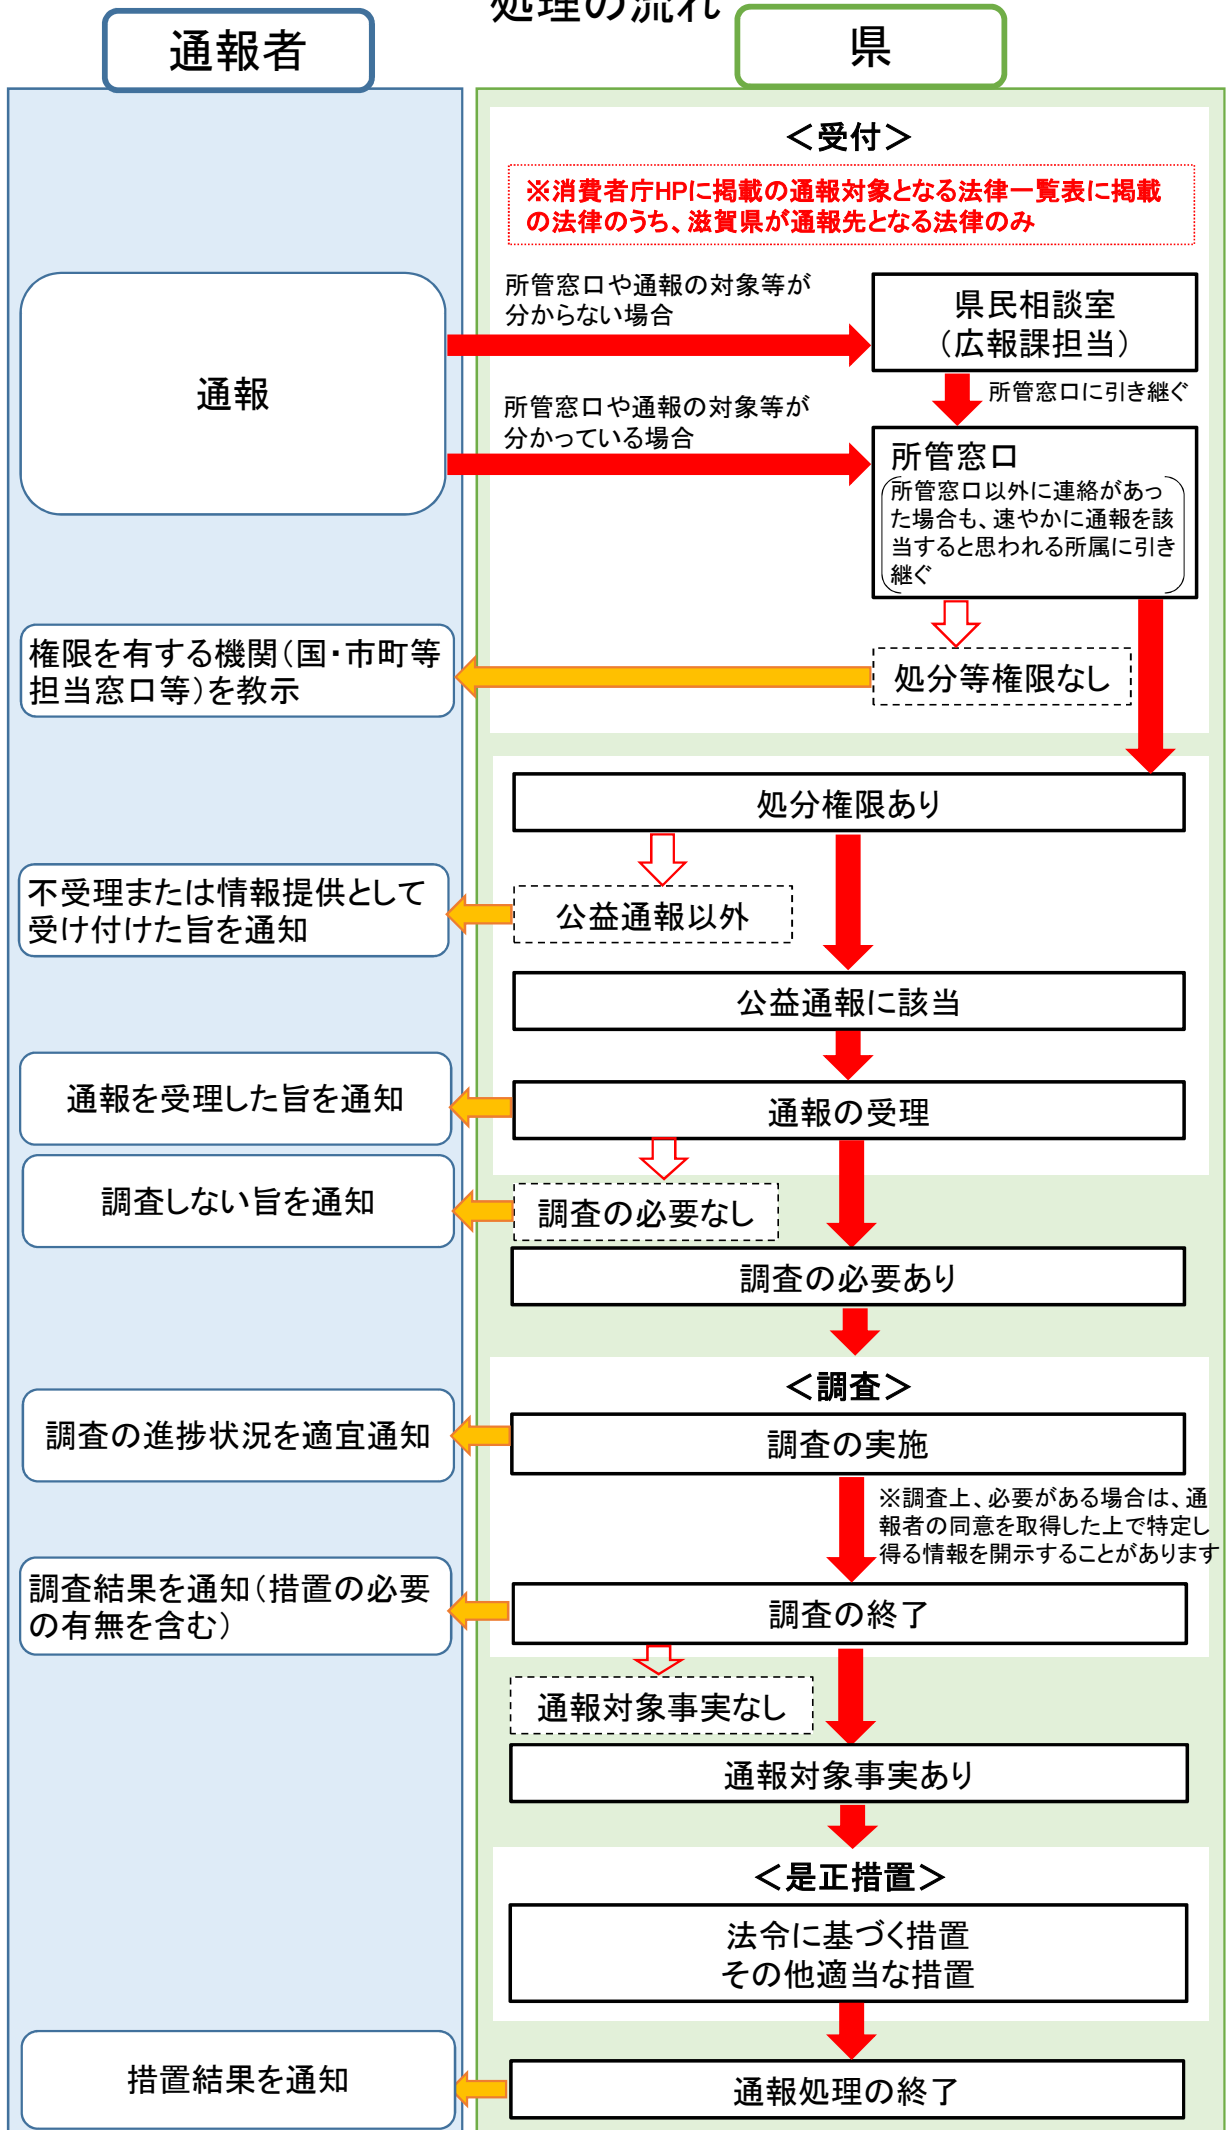 処理の流れ
通報者
県
＜受付＞
※消費者庁HPに掲載の通報対象となる法律一覧表に掲載
の法律のうち、滋賀県が通報先となる法律のみ
所管窓口や通報の対象等が
分からない場合
県民相談室
（広報課担当）
通報
所管窓口に引き継ぐ
所管窓口や通報の対象等が
分かっている場合
所管窓口
所管窓口以外に連絡があっ
た場合も、速やかに通報を該
当すると思われる所属に引き
継ぐ
権限を有する機関（国・市町等
担当窓口等）を教示
処分等権限なし
処分権限あり
不受理または情報提供として
受け付けた旨を通知
公益通報以外
公益通報に該当
通報を受理した旨を通知
通報の受理
調査しない旨を通知
調査の必要なし
調査の必要あり
＜調査＞
調査の進捗状況を適宜通知
調査の実施
※調査上、必要がある場合は、通
報者の同意を取得した上で特定し
得る情報を開示することがあります
調査結果を通知（措置の必要
の有無を含む）
調査の終了
通報対象事実なし
通報対象事実あり
＜是正措置＞
法令に基づく措置
その他適当な措置
措置結果を通知
通報処理の終了